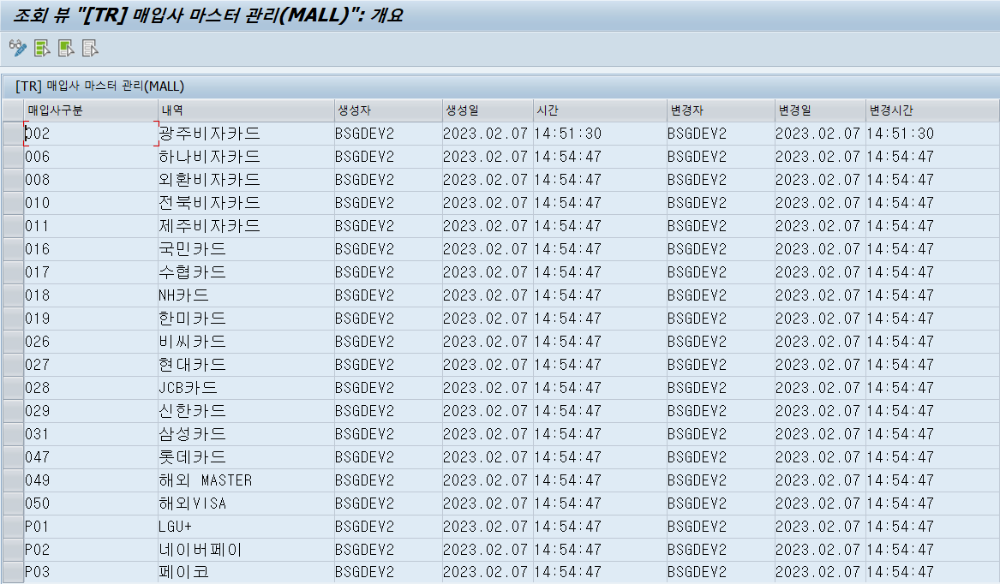 조회 뷰 "[TR] 매입사 마스터 관리(MALL)": 개요
[TR] 매입사 마스터 관리(MALL)
매입사구분 내역 생성자 생성일 시간 변경자 변경일 변경시간
002 광주비자카드 BSGDEV2 2023.02.07 14:51:30 BSGDEV2 2023.02.07 14:51:30
006 하나비자카드 BSGDEV2 2023.02.07 14:54:47 BSGDEV2 2023.02.07 14:54:47
008 외환비자카드 BSGDEV2 2023.02.07 14:54:47 BSGDEV2 2023.02.07 14:54:47
010 전북비자카드 BSGDEV2 2023.02.07 14:54:47 BSGDEV2 2023.02.07 14:54:47
011 제주비자카드 BSGDEV2 2023.02.07 14:54:47 BSGDEV2 2023.02.07 14:54:47
016 국민카드 BSGDEV2 2023.02.07 14:54:47 BSGDEV2 2023.02.07 14:54:47
017 수협카드 BSGDEV2 2023.02.07 14:54:47 BSGDEV2 2023.02.07 14:54:47
018 NH카드 BSGDEV2 2023.02.07 14:54:47 BSGDEV2 2023.02.07 14:54:47
019 한미카드 BSGDEV2 2023.02.07 14:54:47 BSGDEV2 2023.02.07 14:54:47
026 비씨카드 BSGDEV2 2023.02.07 14:54:47 BSGDEV2 2023.02.07 14:54:47
027 현대카드 BSGDEV2 2023.02.07 14:54:47 BSGDEV2 2023.02.07 14:54:47
028 JCB카드 BSGDEV2 2023.02.07 14:54:47 BSGDEV2 2023.02.07 14:54:47
029 신한카드 BSGDEV2 2023.02.07 14:54:47 BSGDEV2 2023.02.07 14:54:47
031 삼성카드 BSGDEV2 2023.02.07 14:54:47 BSGDEV2 2023.02.07 14:54:47
047 롯데카드 BSGDEV2 2023.02.07 14:54:47 BSGDEV2 2023.02.07 14:54:47
049 해외 MASTER BSGDEV2 2023.02.07 14:54:47 BSGDEV2 2023.02.07 14:54:47
050 해외VISA BSGDEV2 2023.02.07 14:54:47 BSGDEV2 2023.02.07 14:54:47
P01 LGU+ BSGDEV2 2023.02.07 14:54:47 BSGDEV2 2023.02.07 14:54:47
P02 네이버페이 BSGDEV2 2023.02.07 14:54:47 BSGDEV2 2023.02.07 14:54:47
P03 페이코 BSGDEV2 2023.02.07 14:54:47 BSGDEV2 2023.02.07 14:54:47